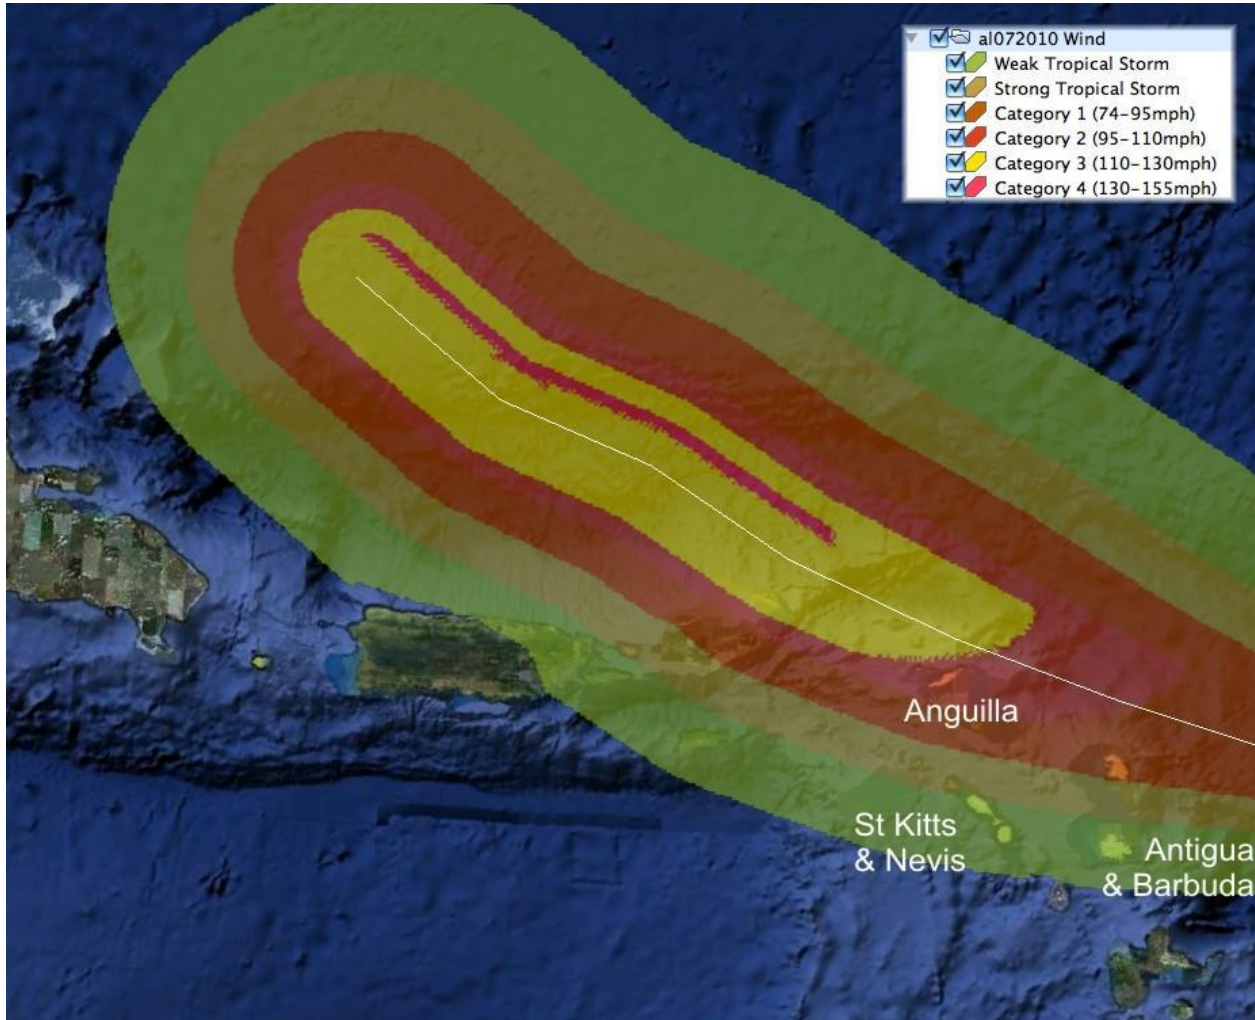 al072010 Wind
Weak Tropical Storm
Strong Tropical Storm
Category 1 (74-95mph)
Category 2 (95-110mph)
Category 3 (110-130mph)
Category 4 (130-155mph)
Anguilla
St Kitts
& Nevis
Antigua
& Barbuda